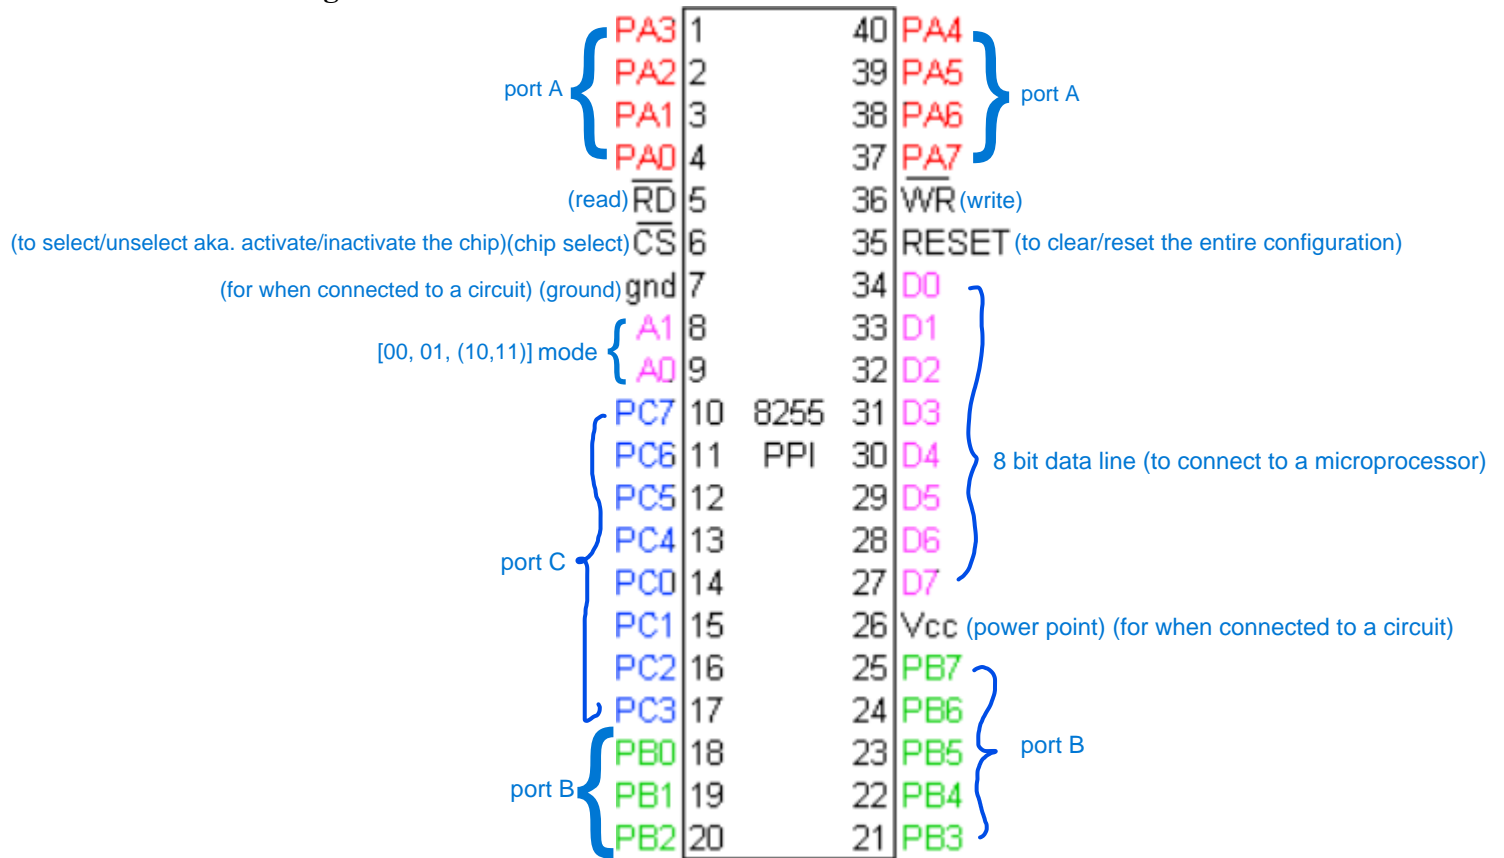 port A { PA3 1 40 PA4 } port A
PA2 2 39 PA5
PA1 3 38 PA6
PA0 4 37 PA7
(read) RD 5 36 WR (write)
(to select/unselect aka. activate/inactivate the chip)(chip select) CS 6 35 RESET (to clear/reset the entire configuration)
(for when connected to a circuit) (ground) gnd 7 34 D0
A1 8 33 D1
[00, 01, (10,11)] mode { A0 9 32 D2
PC7 10 8255 31 D3
PC6 11 PPI 30 D4 8 bit data line (to connect to a microprocessor)
PC5 12 29 D5
PC4 13 28 D6
port C PC0 14 27 D7
PC1 15 26 Vcc (power point) (for when connected to a circuit)
PC2 16 25 PB7
PC3 17 24 PB6
PB0 18 23 PB5 port B
port B { PB1 19 22 PB4
PB2 20 21 PB3